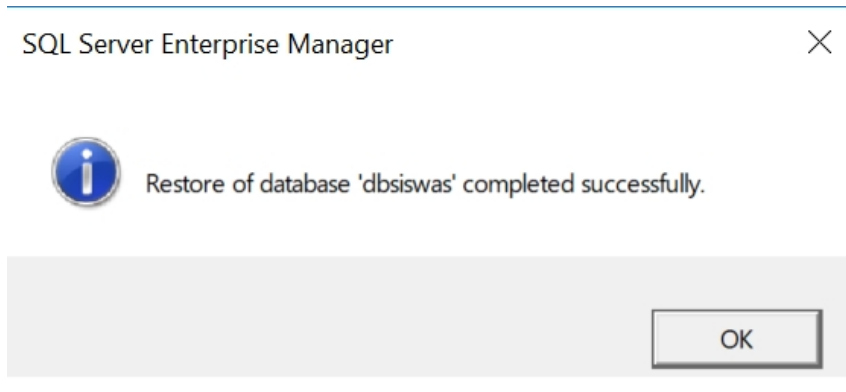 SQL Server Enterprise Manager
Restore of database 'dbsiswas' completed successfully.
OK